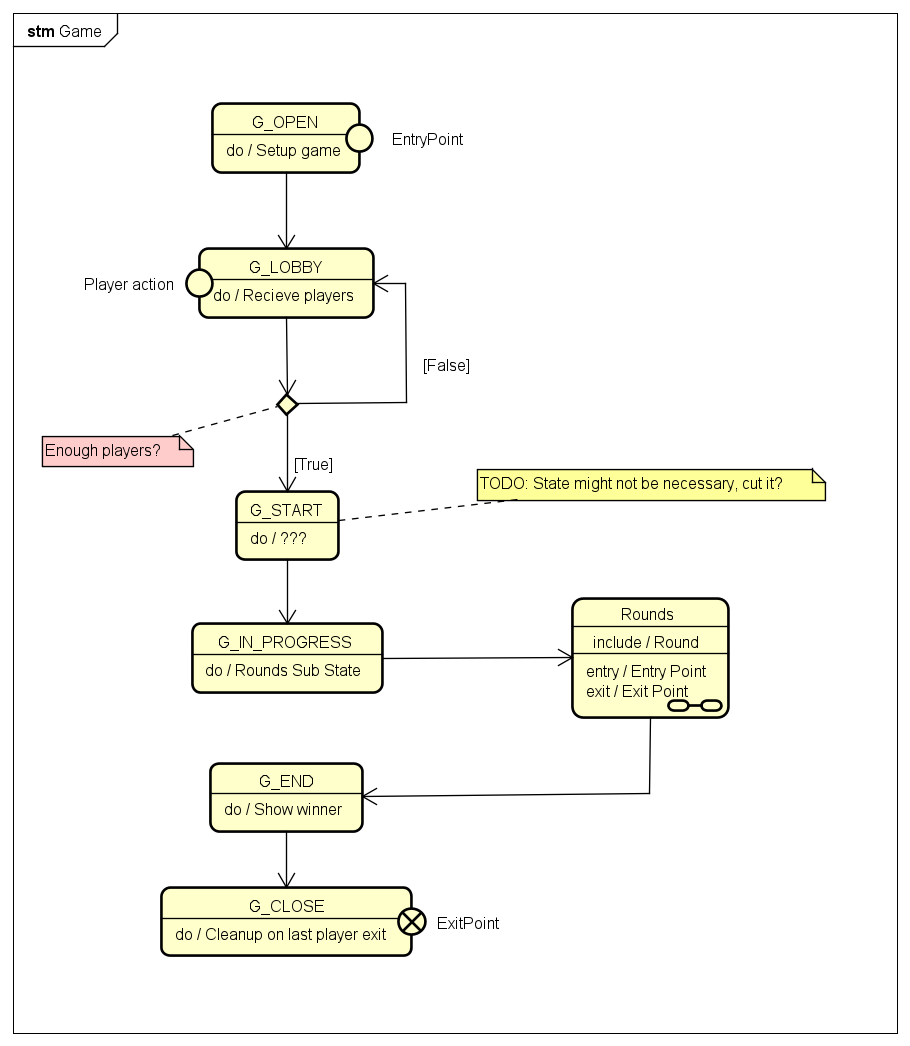 stm Game
G_OPEN
do / Setup game
EntryPoint
G_LOBBY
Player action
do / Recieve players
[False]
Enough players?
[True]
TODO: State might not be necessary, cut it?
G_START
do / ???
G_IN_PROGRESS
do / Rounds Sub State
Rounds
include / Round
entry / Entry Point
exit / Exit Point
G_END
do / Show winner
G_CLOSE
do / Cleanup on last player exit
ExitPoint